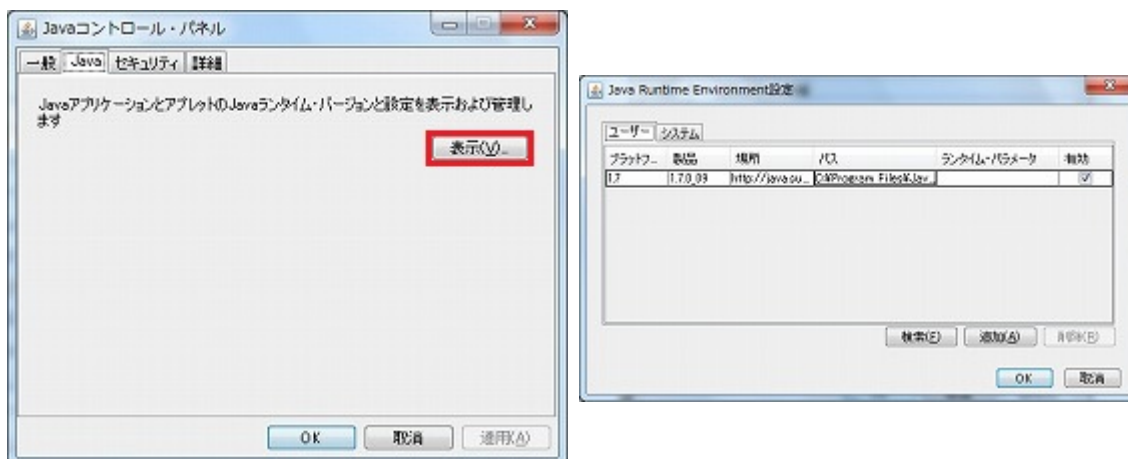 Javaコントロール・パネル
一般 Java セキュリティ 詳細
JavaアプリケーションとアプレットのJavaランタイム・バージョンと設定を表示および管理し
ます
表示(V)...
OK 取消 適用(A)
Java Runtime Environment設定
ユーザー システム
プラットフ... 製品 場所 パス ランタイム・パラメータ 有効
1.7 1.7.0_09 http://java.su... C:¥Program Files¥Jav...
検索(F) 追加(A) 削除(R)
OK 取消